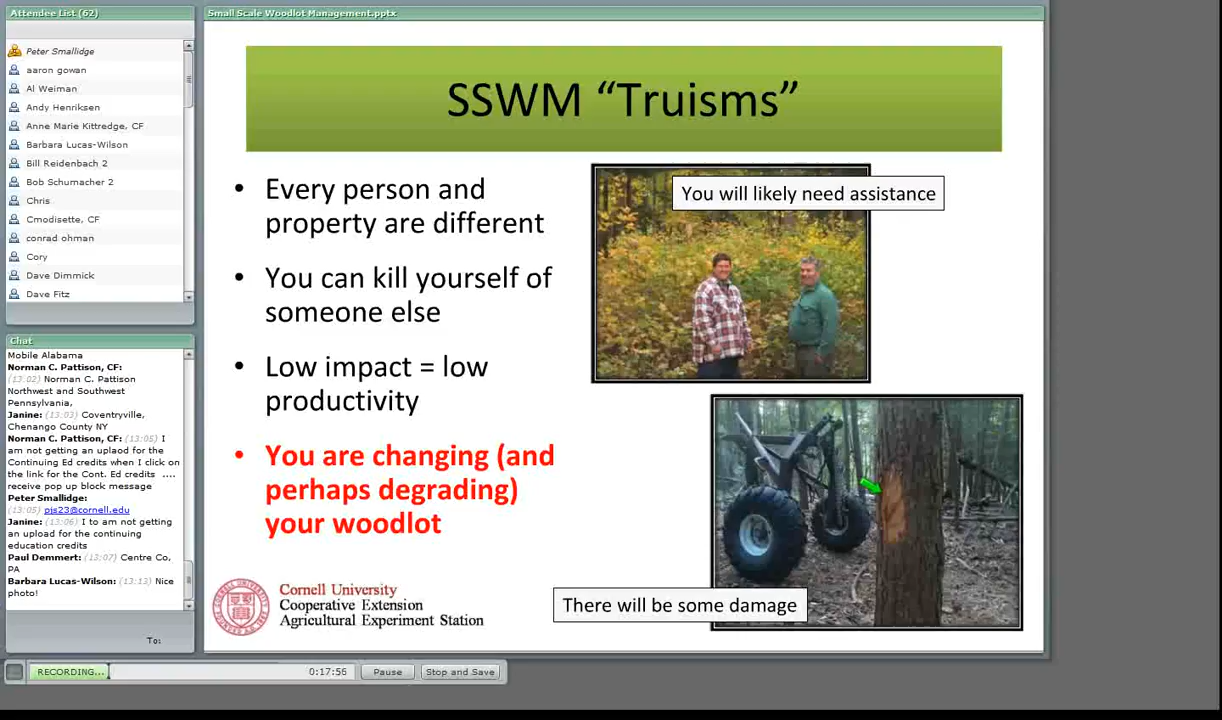 Attendee List (62)
Peter Smallidge
aaron gowan
Al Weiman
Andy Henriksen
Anne Marie Kittredge, CF
Barbara Lucas-Wilson
Bill Reidenbach 2
Bob Schumacher 2
Chris
Cmodisette, CF
conrad ohman
Cory
Dave Dimmick
Dave Fitz
Chat
Mobile Alabama
Norman C. Pattison, CF:
(13:02) Norman C. Pattison
Northwest and Southwest
Pennsylvania,
Janine: (13:03) Coventryville,
Chenango County NY
Norman C. Pattison, CF: (13:05) I
am not getting an uplaod for the
Continuing Ed credits when I click on
the link for the Cont. Ed credits ....
receive pop up block message
Peter Smallidge:
(13:05) pjs23@cornell.edu
Janine: (13:06) I to am not getting
an upload for the continuing
education credits
Paul Demmert: (13:07) Centre Co,
PA
Barbara Lucas-Wilson: (13:13) Nice
photo!
To:
Small Scale Woodlot Management.pptx
SSWM “Truisms”
• Every person and
property are different
• You can kill yourself of
someone else
• Low impact = low
productivity
• You are changing (and
perhaps degrading)
your woodlot
You will likely need assistance
There will be some damage
Cornell University
Cooperative Extension
Agricultural Experiment Station
RECORDING...
0:17:56
Pause
Stop and Save